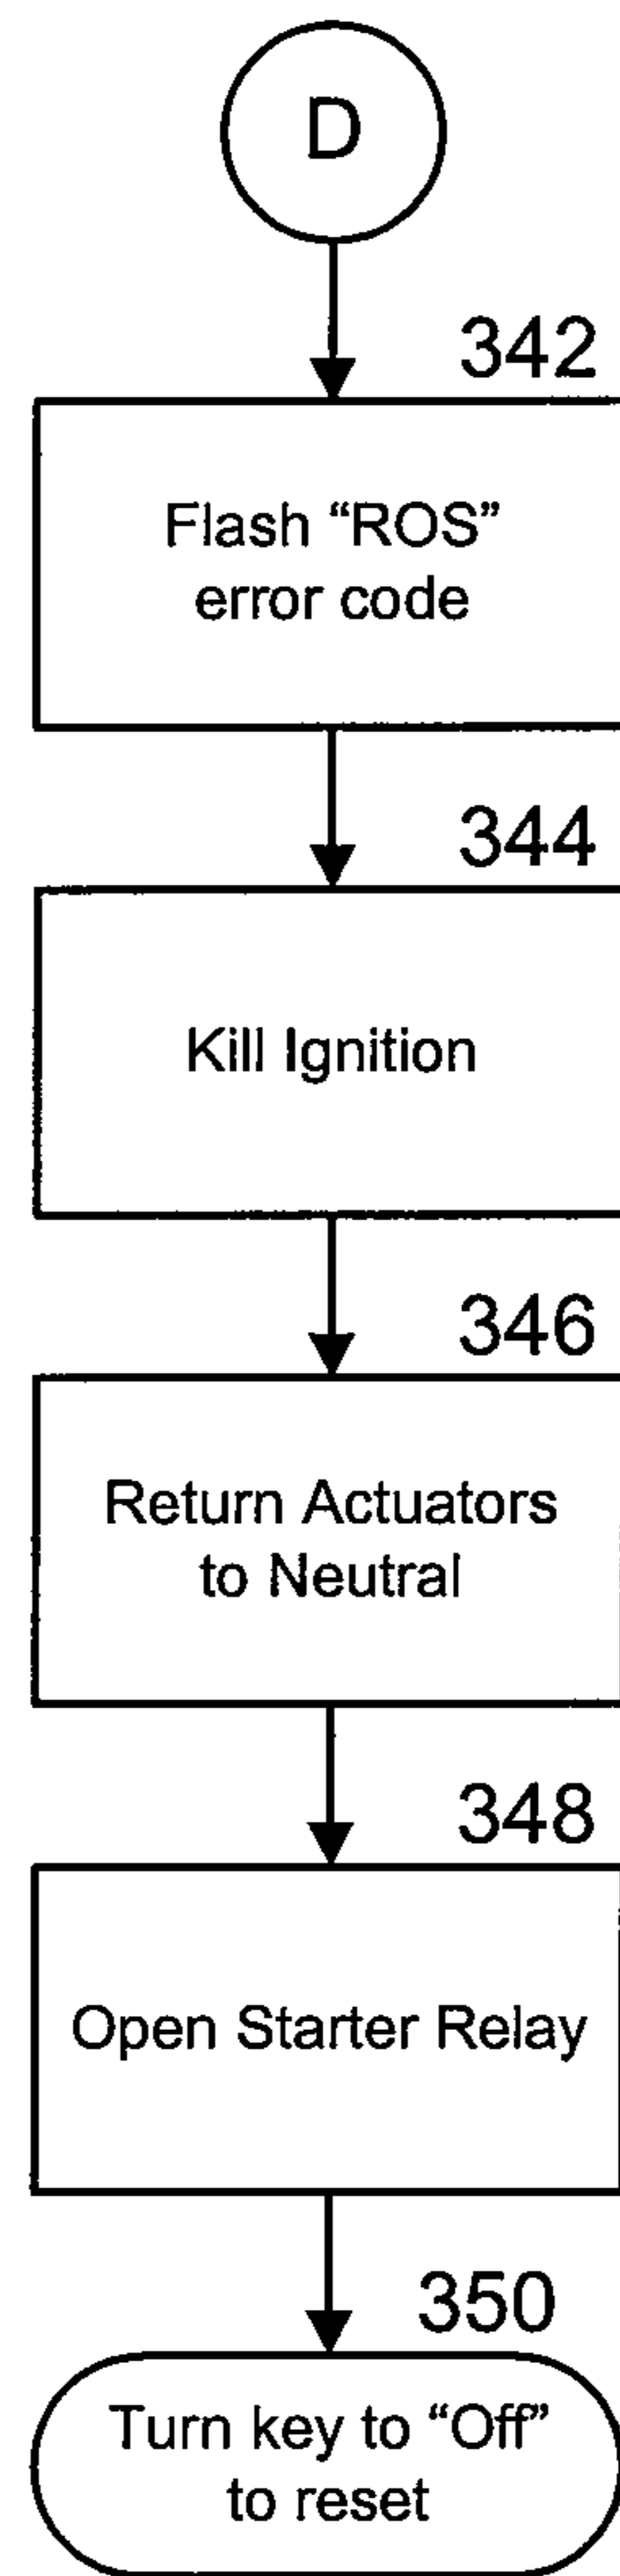 D
342
Flash “ROS”
error code
344
Kill Ignition
346
Return Actuators
to Neutral
348
Open Starter Relay
350
Turn key to “Off”
to reset